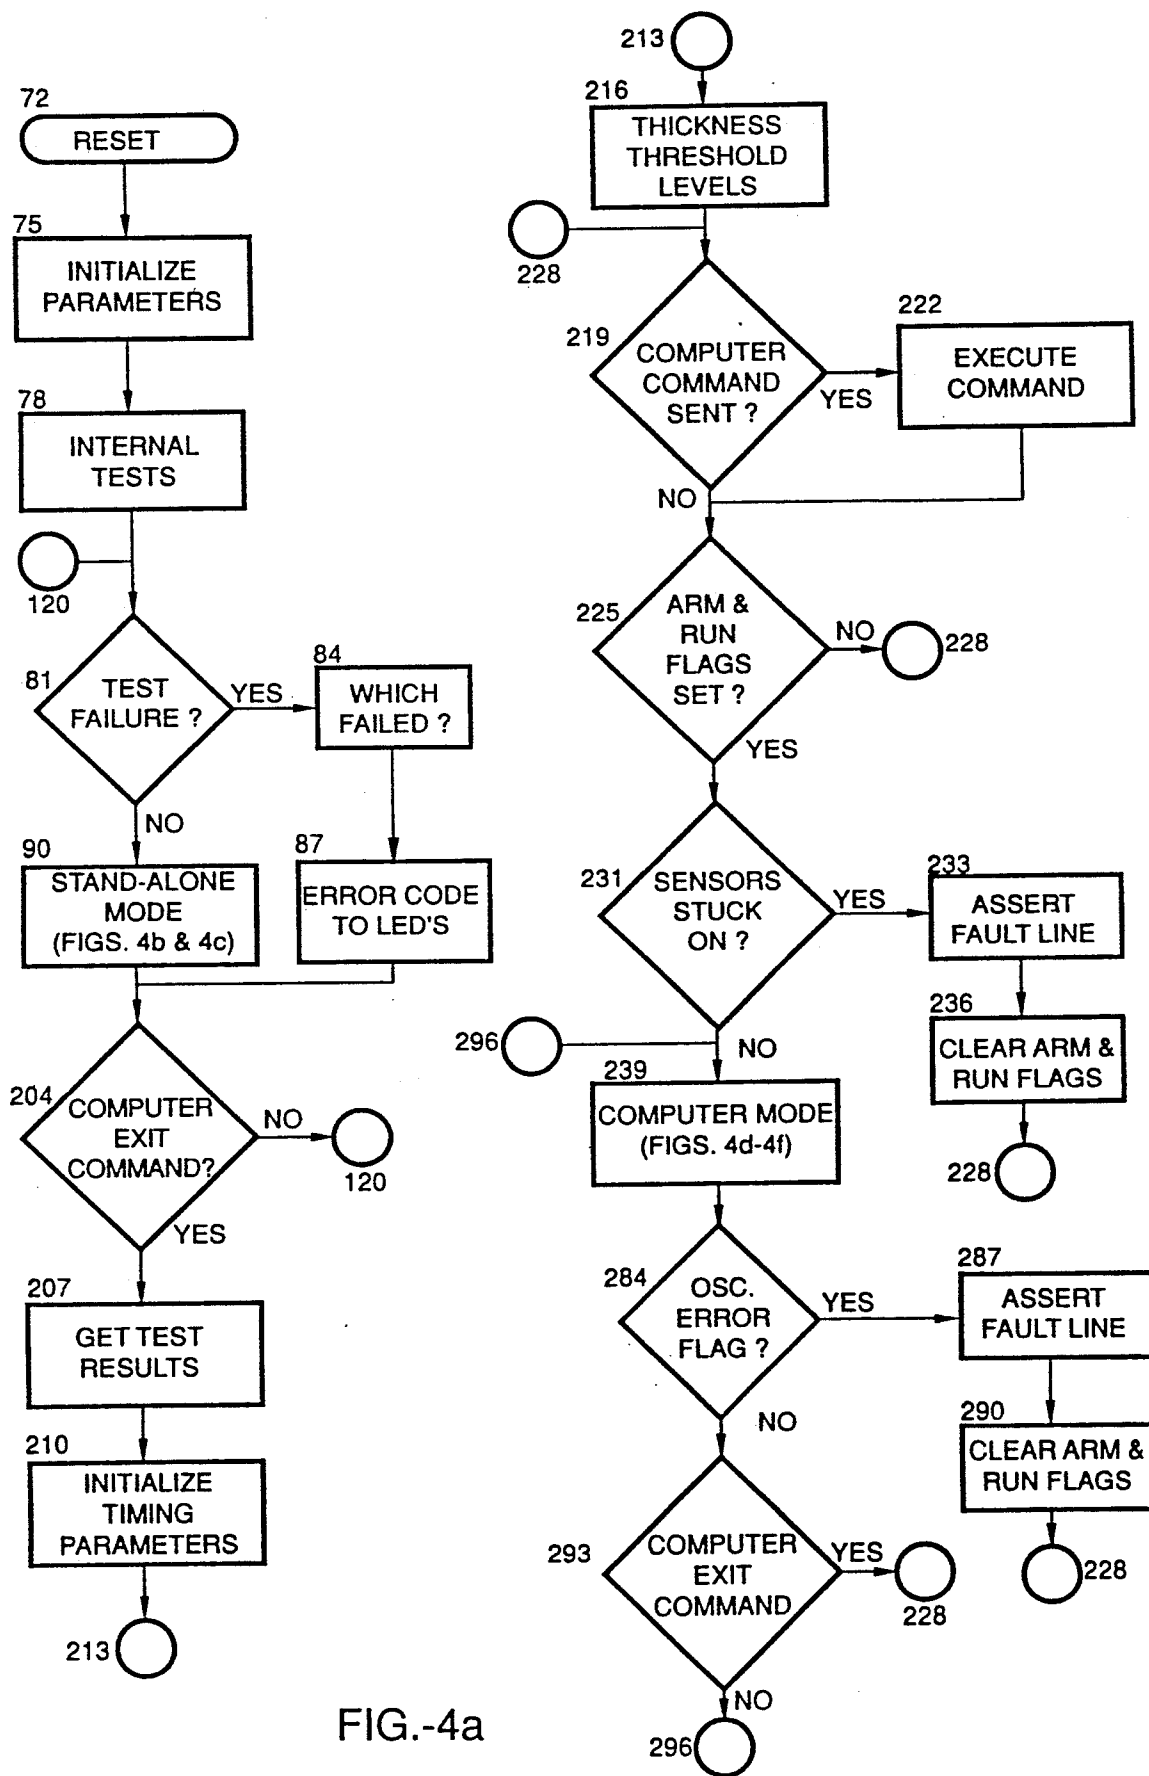 72
RESET
75
INITIALIZE
PARAMETERS
78
INTERNAL
TESTS
120
81
TEST
FAILURE ?
YES
84
WHICH
FAILED ?
NO
90
STAND-ALONE
MODE
(FIGS. 4b & 4c)
87
ERROR CODE
TO LED'S
204
COMPUTER
EXIT
COMMAND?
NO
120
YES
207
GET TEST
RESULTS
210
INITIALIZE
TIMING
PARAMETERS
213
213
216
THICKNESS
THRESHOLD
LEVELS
228
219
COMPUTER
COMMAND
SENT ?
YES
222
EXECUTE
COMMAND
NO
225
ARM &
RUN
FLAGS
SET ?
NO
228
YES
231
SENSORS
STUCK
ON ?
YES
233
ASSERT
FAULT LINE
236
CLEAR ARM &
RUN FLAGS
228
296
NO
239
COMPUTER MODE
(FIGS. 4d-4f)
284
OSC.
ERROR
FLAG ?
YES
287
ASSERT
FAULT LINE
290
CLEAR ARM &
RUN FLAGS
228
NO
293
COMPUTER
EXIT
COMMAND
YES
228
NO
296
FIG.-4a